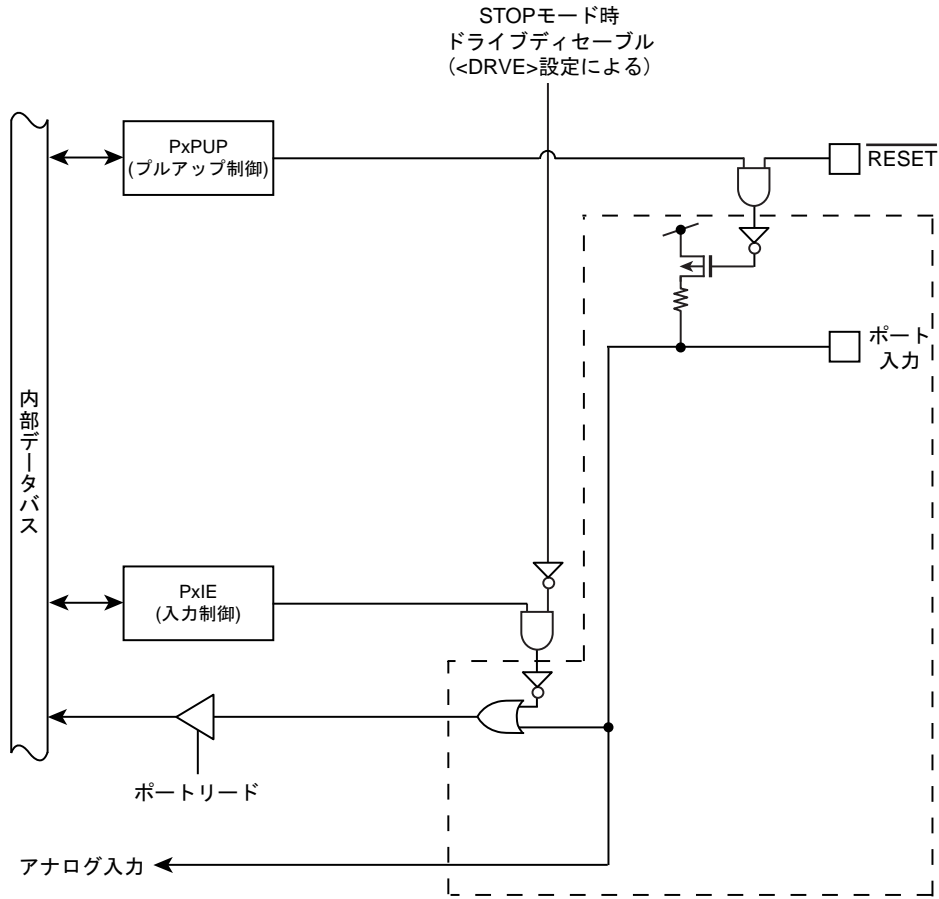 STOPモード時
ドライブディセーブル
(<DRVE>設定による)
PxPUP
(プルアップ制御)
RESET
ポート
入力
内部データバス
PxIE
(入力制御)
ポートリード
アナログ入力